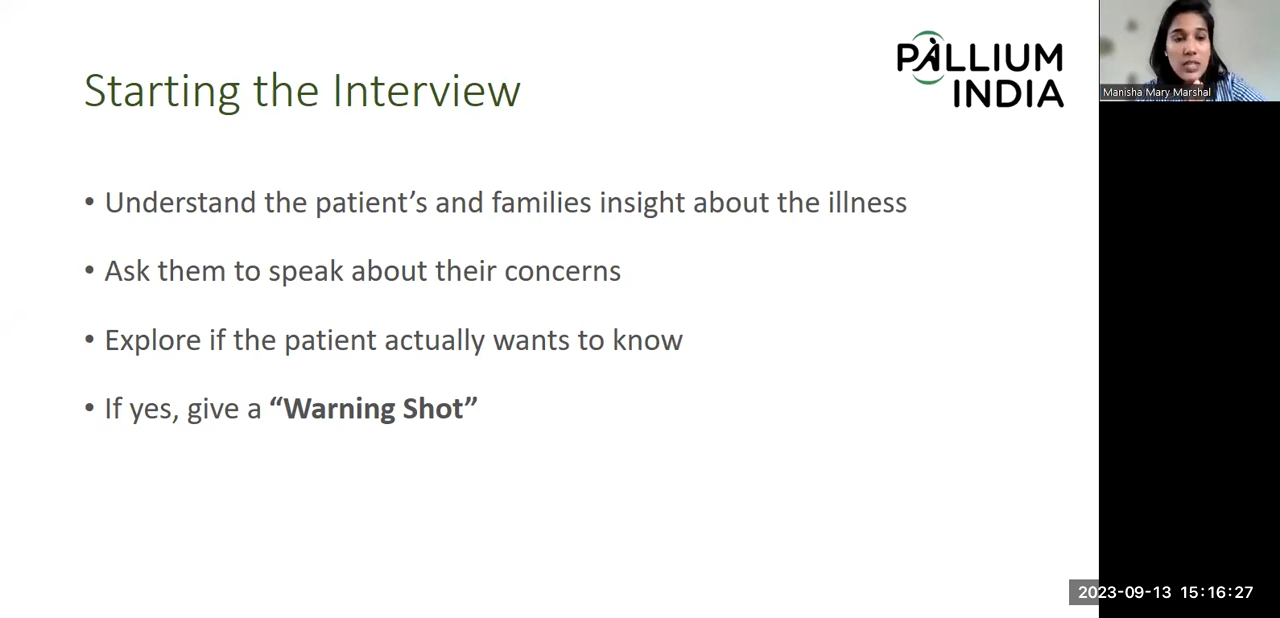 Starting the Interview
PALLIUM
INDIA
Manisha Mary Marshal
• Understand the patient’s and families insight about the illness
• Ask them to speak about their concerns
• Explore if the patient actually wants to know
• If yes, give a “Warning Shot”
2023-09-13 15:16:27